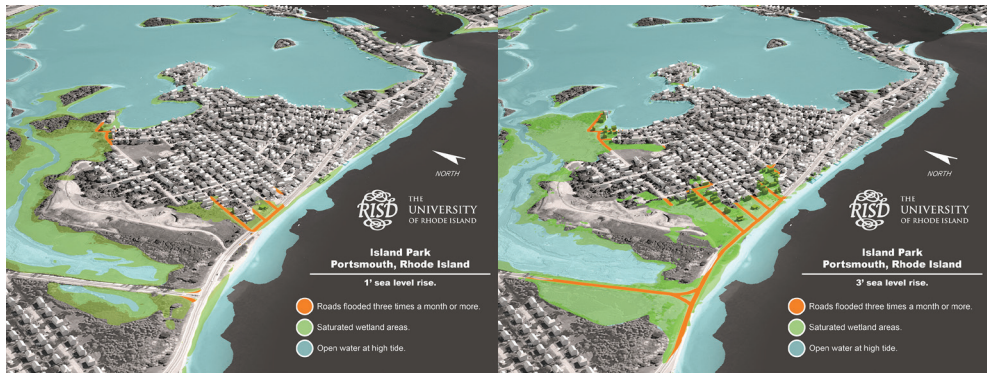 NORTH
RISD
THE
UNIVERSITY
OF RHODE ISLAND
Island Park
Portsmouth, Rhode Island
1' sea level rise.
Roads flooded three times a month or more.
Saturated wetland areas.
Open water at high tide.
NORTH
RISD
THE
UNIVERSITY
OF RHODE ISLAND
Island Park
Portsmouth, Rhode Island
3' sea level rise.
Roads flooded three times a month or more.
Saturated wetland areas.
Open water at high tide.